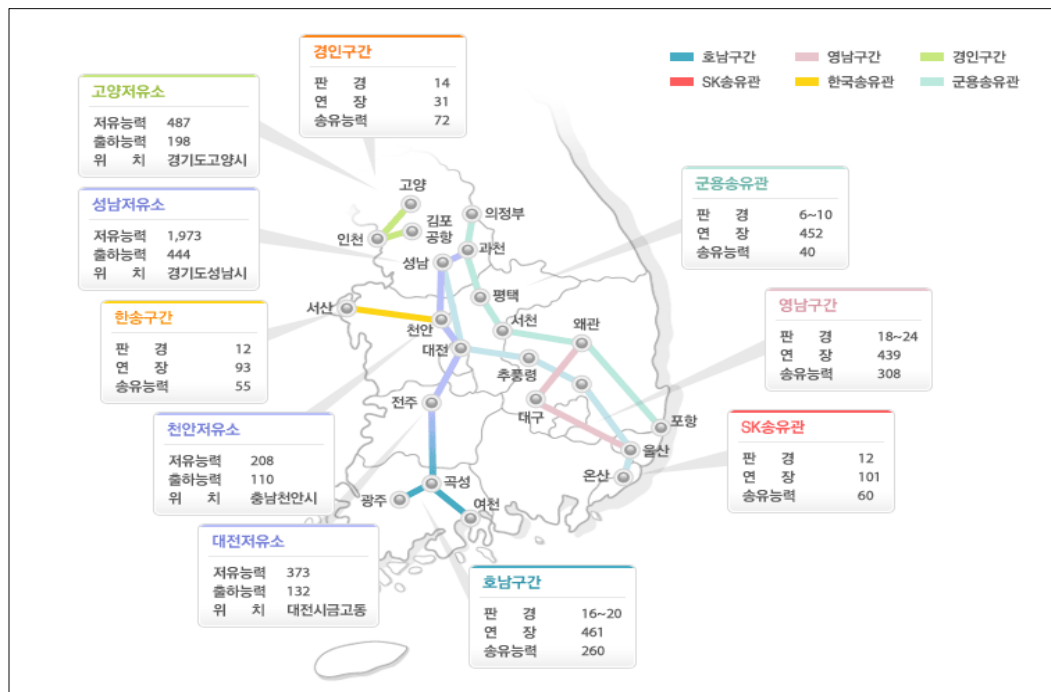 호남구간
영남구간
경인구간
SK송유관
한국송유관
군용송유관
경인구간
판 경 14
연 장 31
송유능력 72
고양저유소
저유능력 487
출하능력 198
위 치 경기도고양시
성남저유소
저유능력 1,973
출하능력 444
위 치 경기도성남시
한송구간
판 경 12
연 장 93
송유능력 55
천안저유소
저유능력 208
출하능력 110
위 치 충남천안시
대전저유소
저유능력 373
출하능력 132
위 치 대전시금고동
호남구간
판 경 16~20
연 장 461
송유능력 260
군용송유관
판 경 6~10
연 장 452
송유능력 40
영남구간
판 경 18~24
연 장 439
송유능력 308
SK송유관
판 경 12
연 장 101
송유능력 60
고양
의정부
김포
공항
인천
과천
성남
평택
서산
천안
서천
왜관
대전
추풍령
전주
대구
포항
울산
온산
곡성
광주
여천